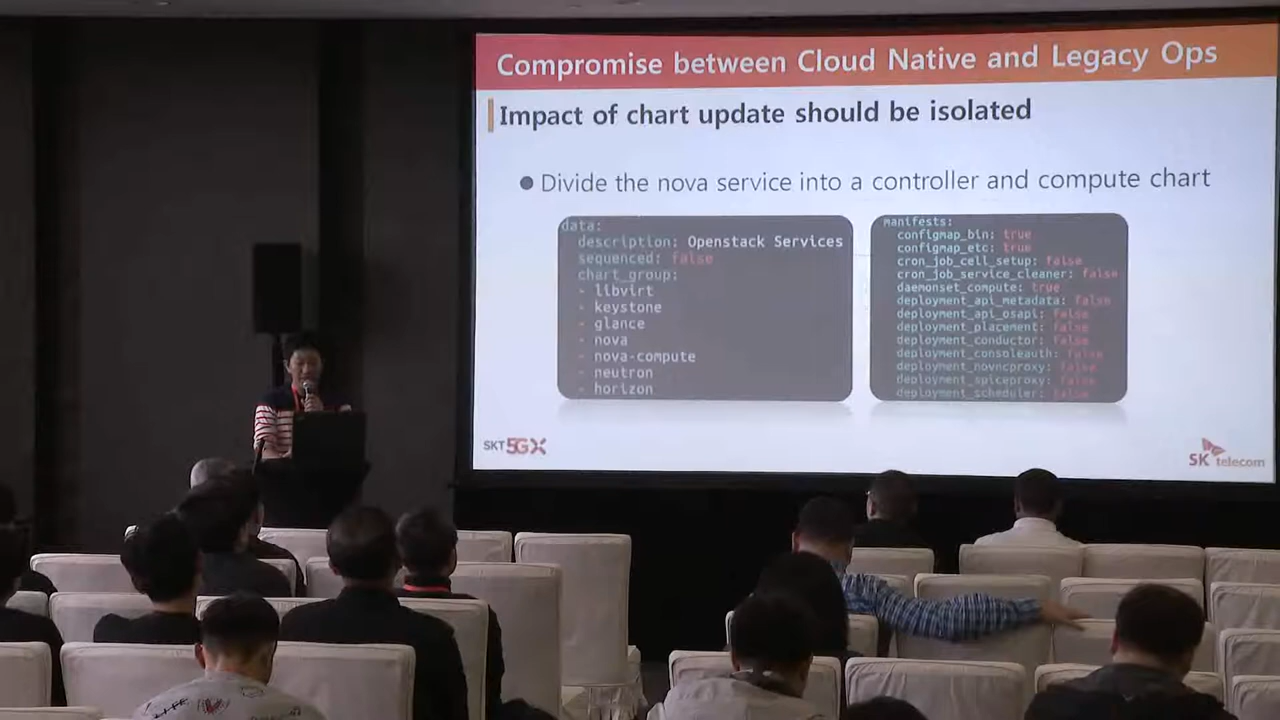 Compromise between Cloud Native and Legacy Ops
Impact of chart update should be isolated
● Divide the nova service into a controller and compute chart
data:
description: Openstack Services
sequenced: false
chart_group:
- libvirt
- keystone
- glance
- nova
- nova-compute
- neutron
- horizon
manifests:
configmap_bin: true
configmap_etc: true
cron_job_cell_setup: false
cron_job_service_cleaner: false
daemonset_compute: true
deployment_api_metadata: false
deployment_api_osapi: false
deployment_placement: false
deployment_conductor: false
deployment_consoleauth: false
deployment_novncproxy: false
deployment_spiceproxy: false
deployment_scheduler: false
SKT 5GX
SK telecom